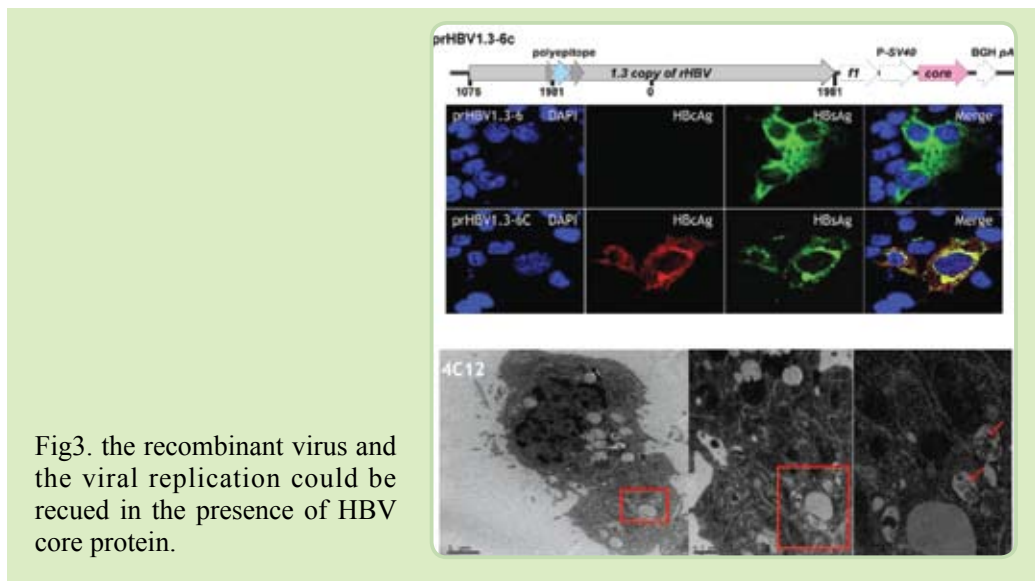 prHBV1.3-6c
polyepitope P-SV40 BGH pA
1.3 copy of rHBV f1 core
1076 1981 0 1981
prHBV1.3-6 DAPI HBcAg HBsAg Merge
prHBV1.3-6C DAPI HBcAg HBsAg Merge
4C12
Fig3. the recombinant virus and
the viral replication could be
recued in the presence of HBV
core protein.